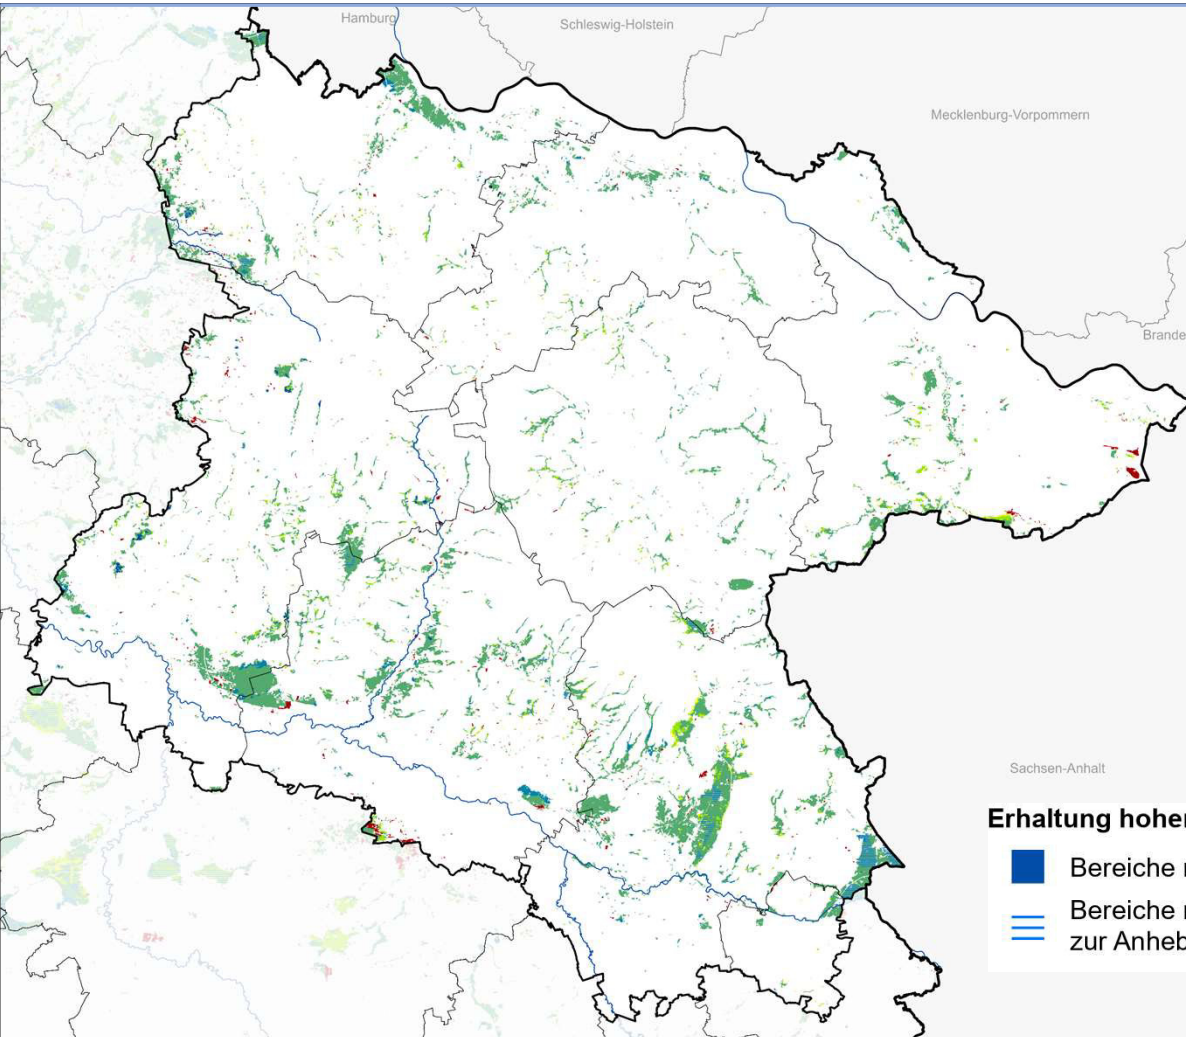 Hamburg
Schleswig-Holstein
Mecklenburg-Vorpommern
Brande
Sachsen-Anhalt
Erhaltung hoher
Bereiche
Bereiche
zur Anheb